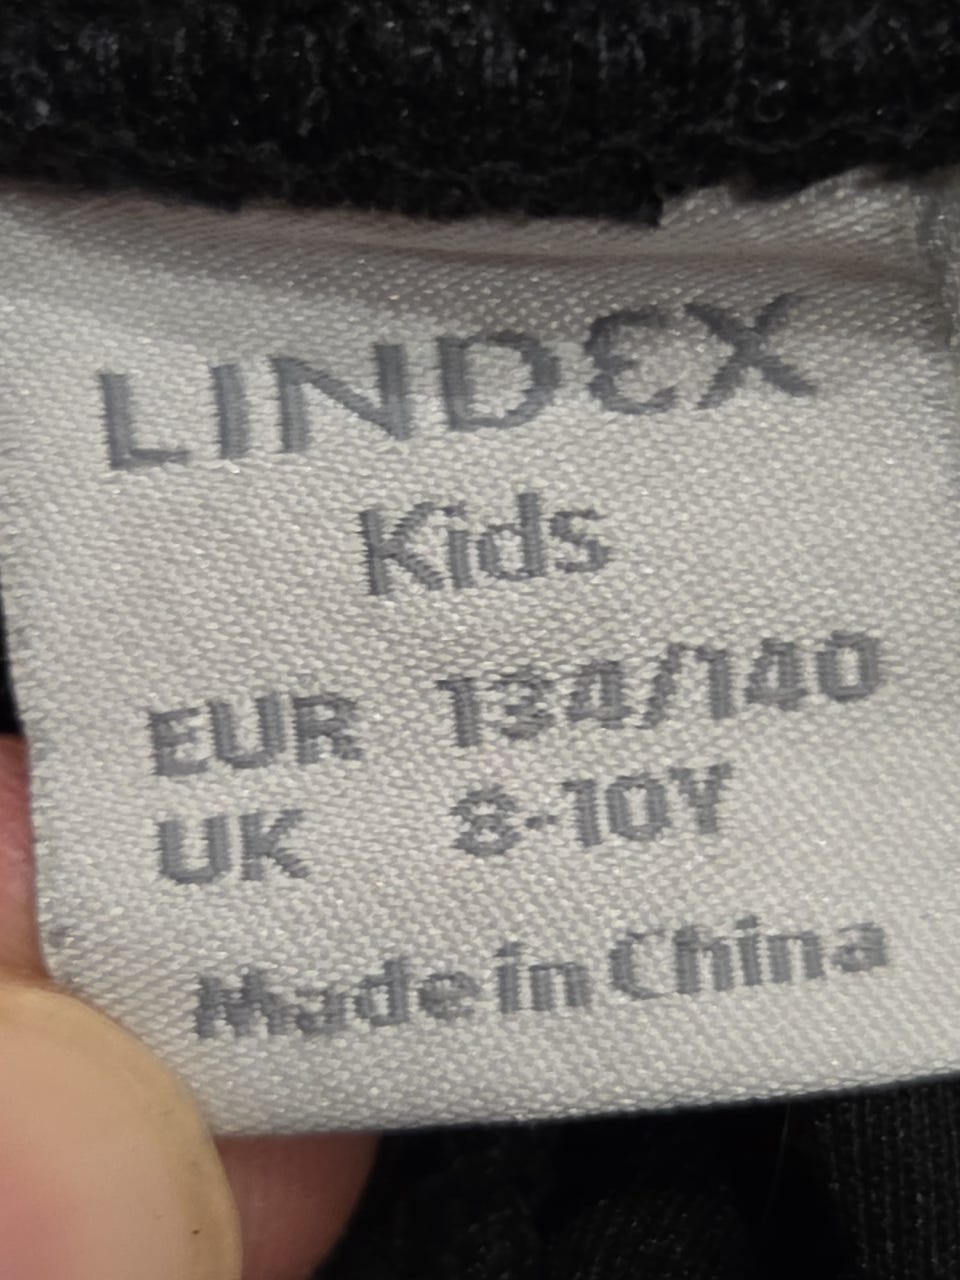 LINDEX
Kids
EUR 134/140
UK 8-10Y
Made in China